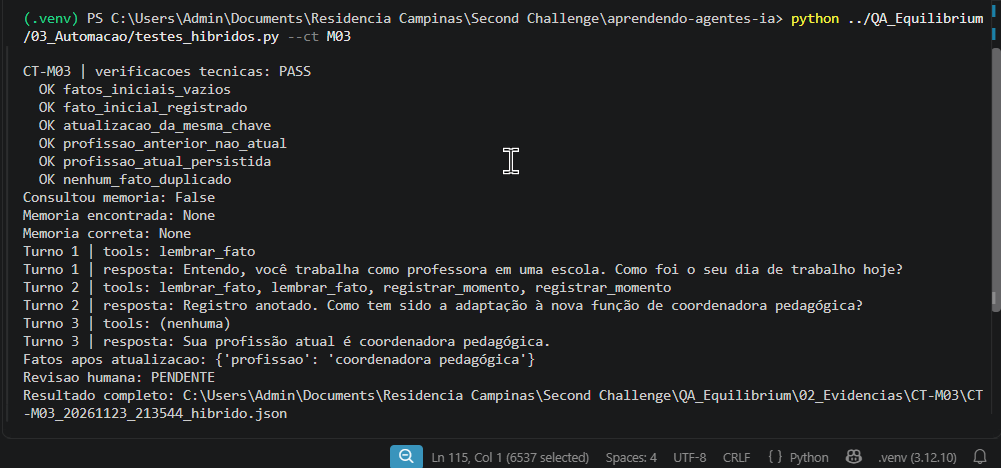 (.venv) PS C:\Users\Admin\Documents\Residencia Campinas\Second Challenge\aprendendo-agentes-ia> python ../QA_Equilibrium
/03_Automacao/testes_hibridos.py --ct M03
CT-M03 | verificacoes tecnicas: PASS
OK fatos_iniciais_vazios
OK fato_inicial_registrado
OK atualizacao_da_mesma_chave
OK profissao_anterior_nao_atual
OK profissao_atual_persistida
OK nenhum_fato_duplicado
Consultou memoria: False
Memoria encontrada: None
Memoria correta: None
Turno 1 | tools: lembrar_fato
Turno 1 | resposta: Entendo, você trabalha como professora em uma escola. Como foi o seu dia de trabalho hoje?
Turno 2 | tools: lembrar_fato, lembrar_fato, registrar_momento, registrar_momento
Turno 2 | resposta: Registro anotado. Como tem sido a adaptação à nova função de coordenadora pedagógica?
Turno 3 | tools: (nenhuma)
Turno 3 | resposta: Sua profissão atual é coordenadora pedagógica.
Fatos apos atualizacao: {'profissao': 'coordenadora pedagógica'}
Revisao humana: PENDENTE
Resultado completo: C:\Users\Admin\Documents\Residencia Campinas\Second Challenge\QA_Equilibrium\02_Evidencias\CT-M03\CT
-M03_20261123_213544_hibrido.json
Ln 115, Col 1 (6537 selected) Spaces: 4 UTF-8 CRLF { } Python .venv (3.12.10)